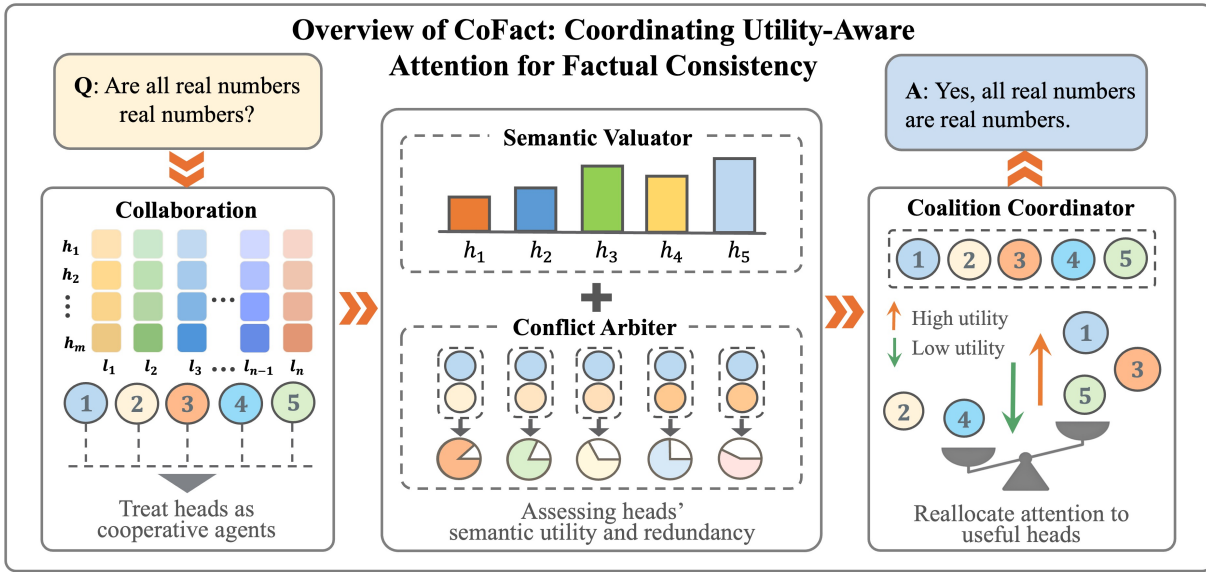 Overview of CoFact: Coordinating Utility-Aware
Attention for Factual Consistency
Q: Are all real numbers
real numbers?
A: Yes, all real numbers
are real numbers.
Collaboration
h₁
h₂
⋮
hₘ
l₁ l₂ l₃ ... lₙ₋₁ lₙ
1 2 3 4 5
Treat heads as
cooperative agents
Semantic Valuator
h₁ h₂ h₃ h₄ h₅
+
Conflict Arbiter
Assessing heads'
semantic utility and redundancy
Coalition Coordinator
1 2 3 4 5
High utility
Low utility
1
3
5
2
4
Reallocate attention to
useful heads